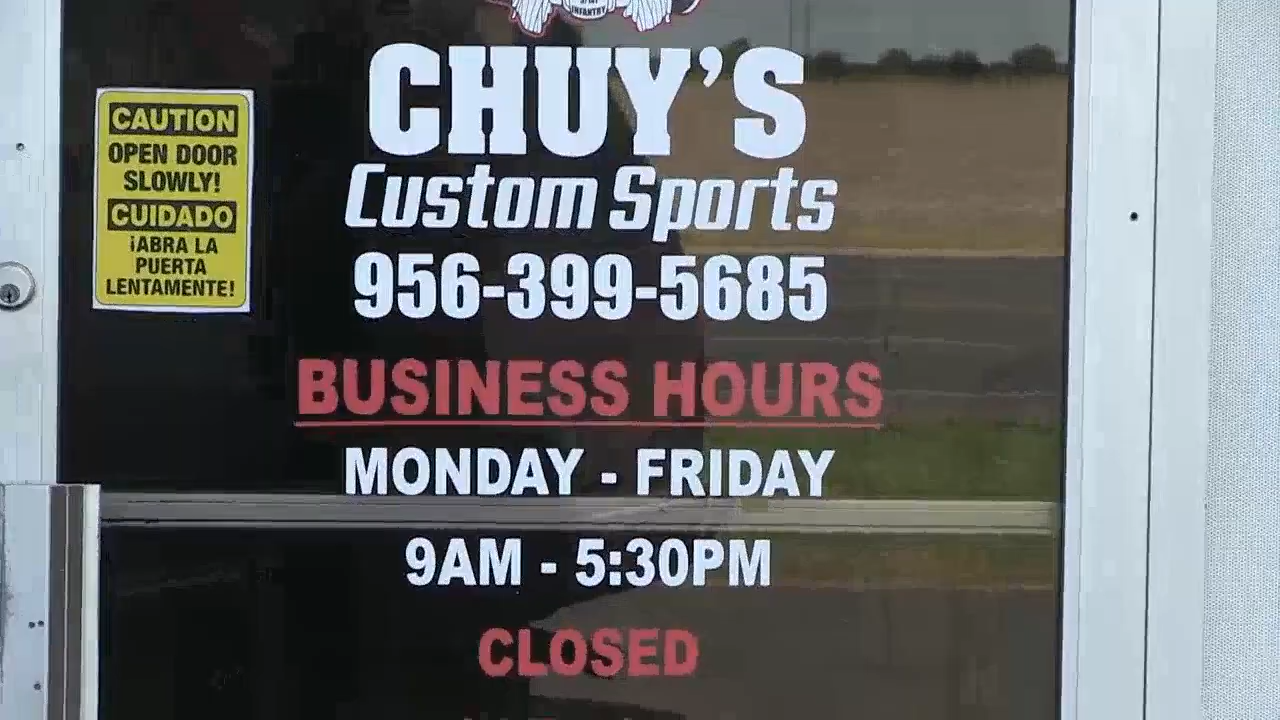 INFANTRY
CHUY'S
Custom Sports
956-399-5685
CAUTION
OPEN DOOR
SLOWLY!
CUIDADO
¡ABRA LA
PUERTA
LENTAMENTE!
BUSINESS HOURS
MONDAY - FRIDAY
9AM - 5:30PM
CLOSED